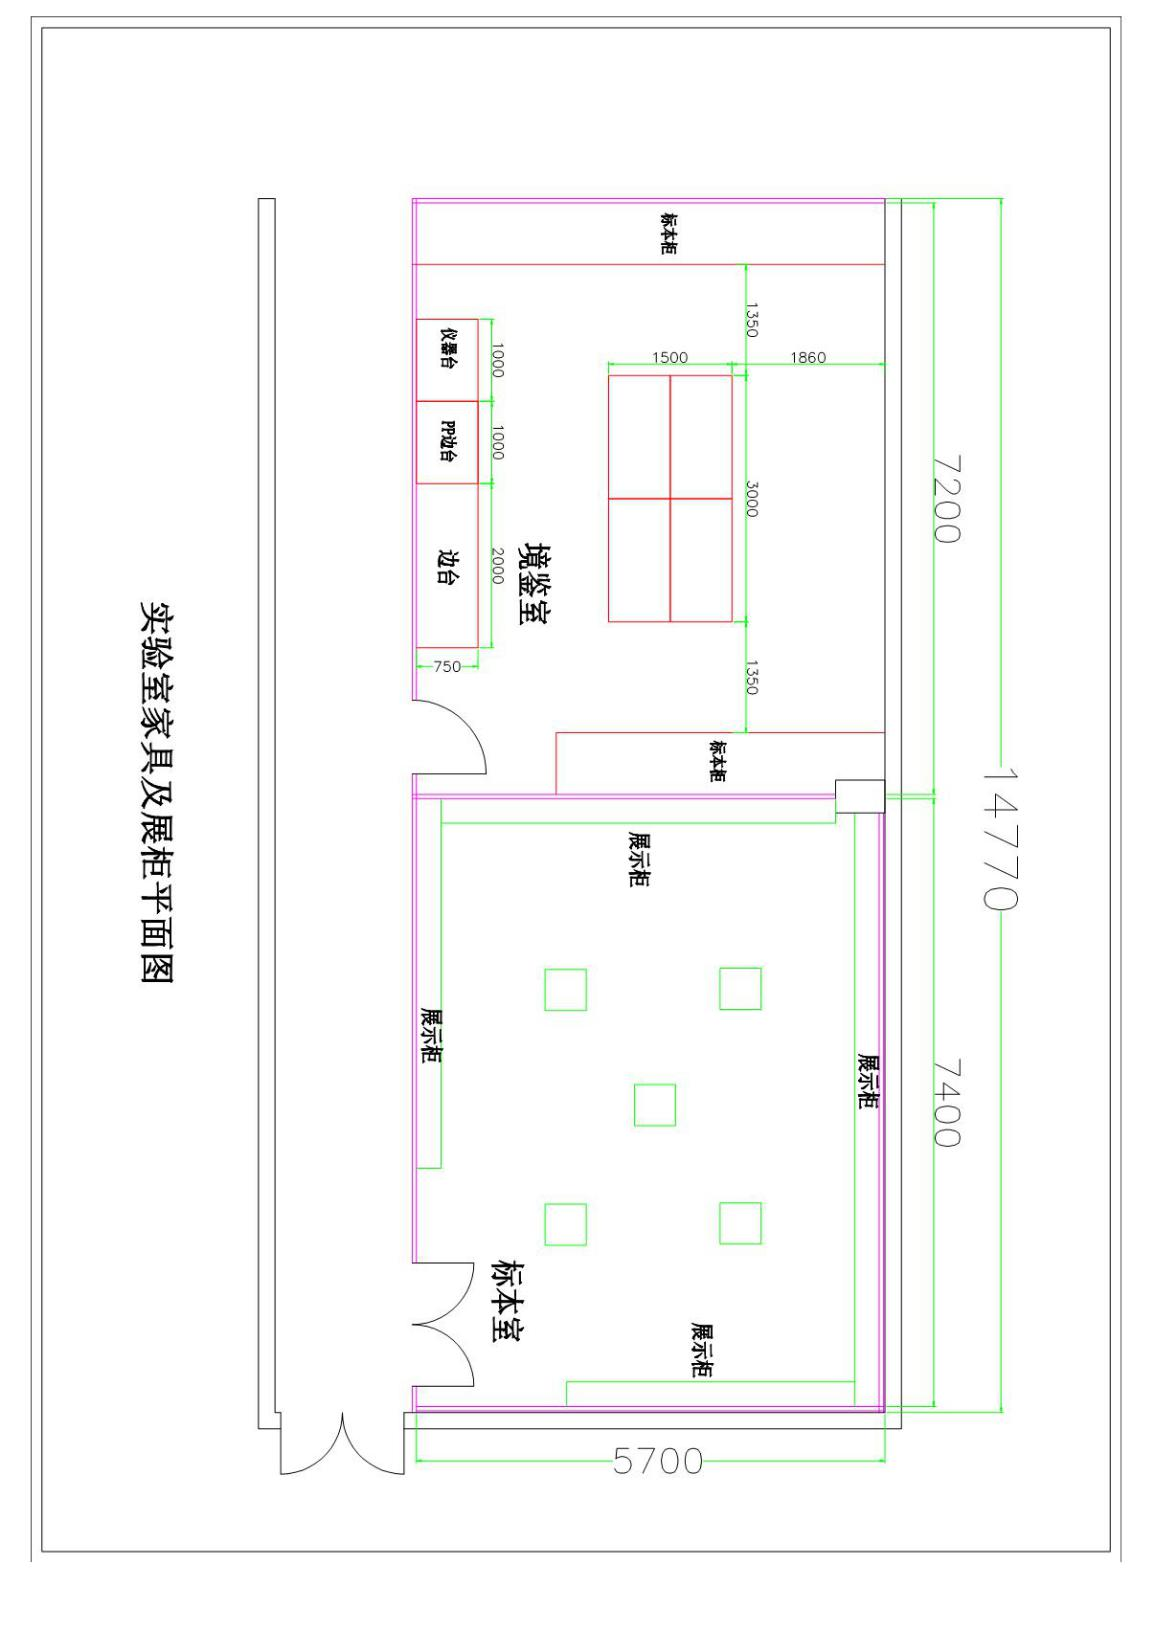 标本柜
1350
1500
1860
仪器台
1000
7200
PP边台
1000
3000
边台
2000
境鉴室
750
1350
标本柜
14770
实验室家具及展柜平面图
展示柜
展示柜
展示柜
7400
标本室
展示柜
5700